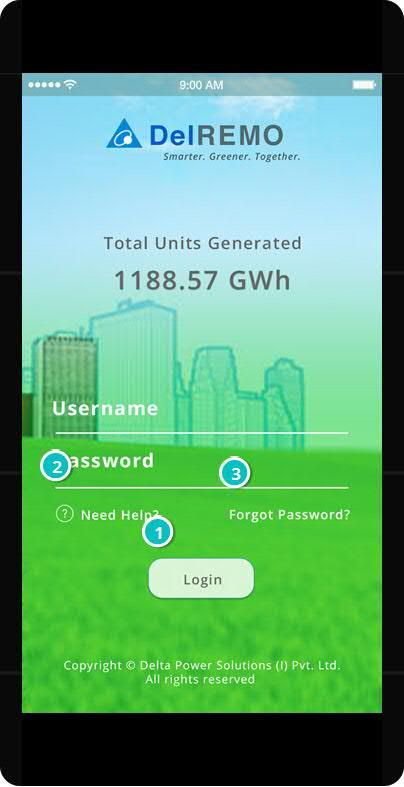 9:00 AM
DelREMO
Smarter. Greener. Together.
Total Units Generated
1188.57 GWh
Username
2 assword 3
? Need Help? Forgot Password?
1
Login
Copyright © Delta Power Solutions (I) Pvt. Ltd.
All rights reserved